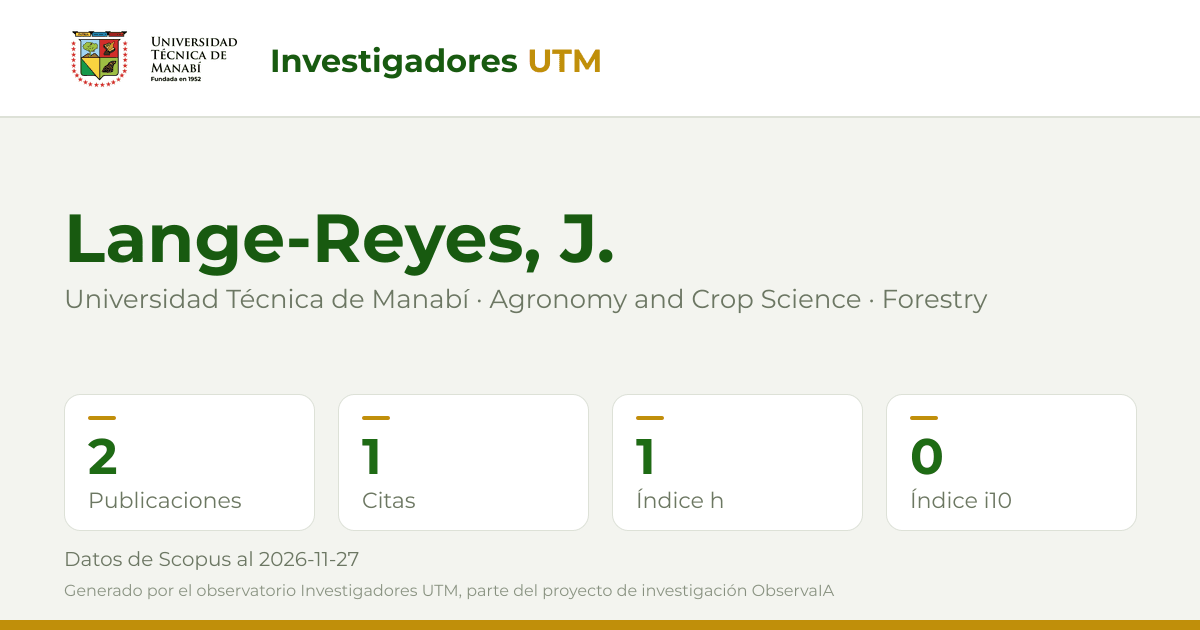 UNIVERSIDAD
TÉCNICA DE
MANABÍ
Fundada en 1952
Investigadores UTM
Lange-Reyes, J.
Universidad Técnica de Manabí · Agronomy and Crop Science · Forestry
2
Publicaciones
1
Citas
1
Índice h
0
Índice i10
Datos de Scopus al 2026-11-27
Generado por el observatorio Investigadores UTM, parte del proyecto de investigación ObservaIA